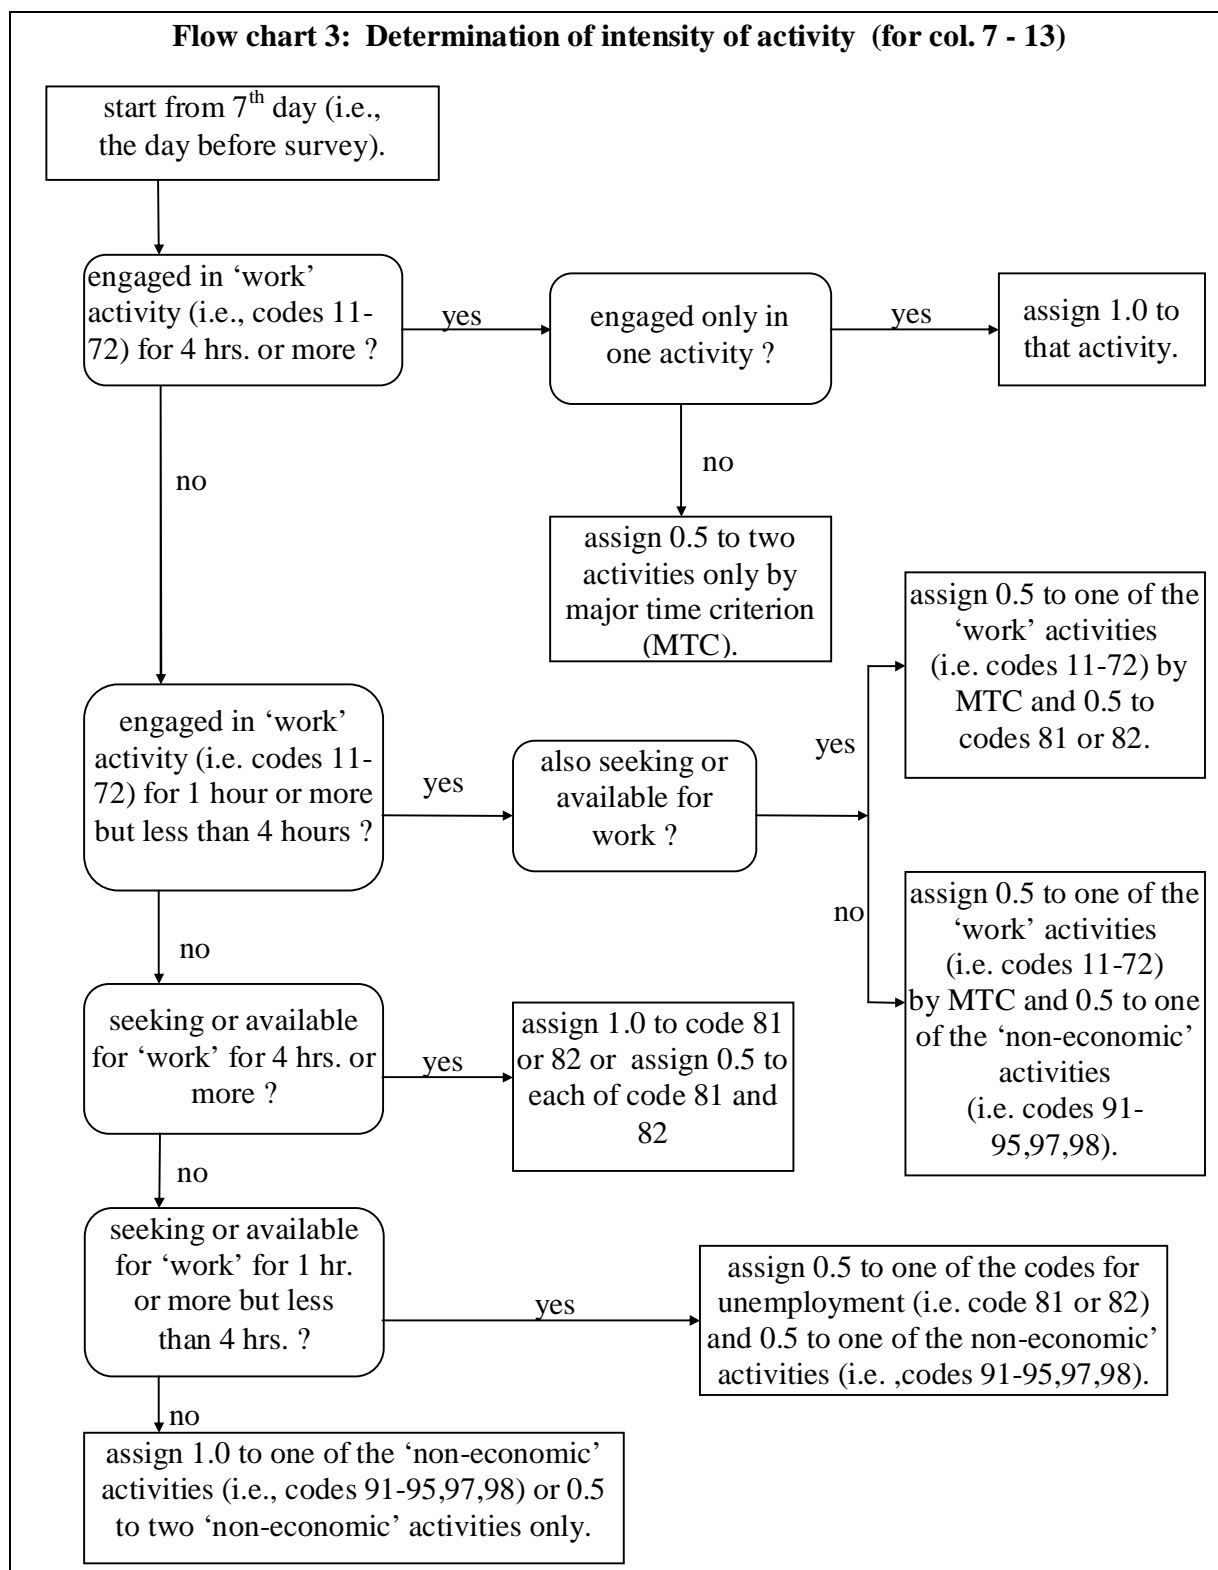 Flow chart 3:  Determination of intensity of activity  (for col. 7 - 13)
start from 7th day (i.e.,
the day before survey).
engaged in ‘work’
activity (i.e., codes 11-
72) for 4 hrs. or more ?
yes
engaged only in
one activity ?
yes
assign 1.0 to
that activity.
no
no
assign 0.5 to two
activities only by
major time criterion
(MTC).
engaged in ‘work’
activity (i.e. codes 11-
72) for 1 hour or more
but less than 4 hours ?
yes
also seeking or
available for
work ?
yes
assign 0.5 to one of the
‘work’ activities
(i.e. codes 11-72) by
MTC and 0.5 to
codes 81 or 82.
no
assign 0.5 to one of the
‘work’ activities
(i.e. codes 11-72)
by MTC and 0.5 to one
of the ‘non-economic’
activities
(i.e. codes 91-
95,97,98).
no
seeking or available
for ‘work’ for 4 hrs. or
more ?
yes
assign 1.0 to code 81
or 82 or  assign 0.5 to
each of code 81 and
82
no
seeking or available
for ‘work’ for 1 hr.
or more but less
than 4 hrs. ?
yes
assign 0.5 to one of the codes for
unemployment (i.e. code 81 or 82)
and 0.5 to one of the non-economic’
activities (i.e. ,codes 91-95,97,98).
no
assign 1.0 to one of the ‘non-economic’
activities (i.e., codes 91-95,97,98) or 0.5
to two ‘non-economic’ activities only.